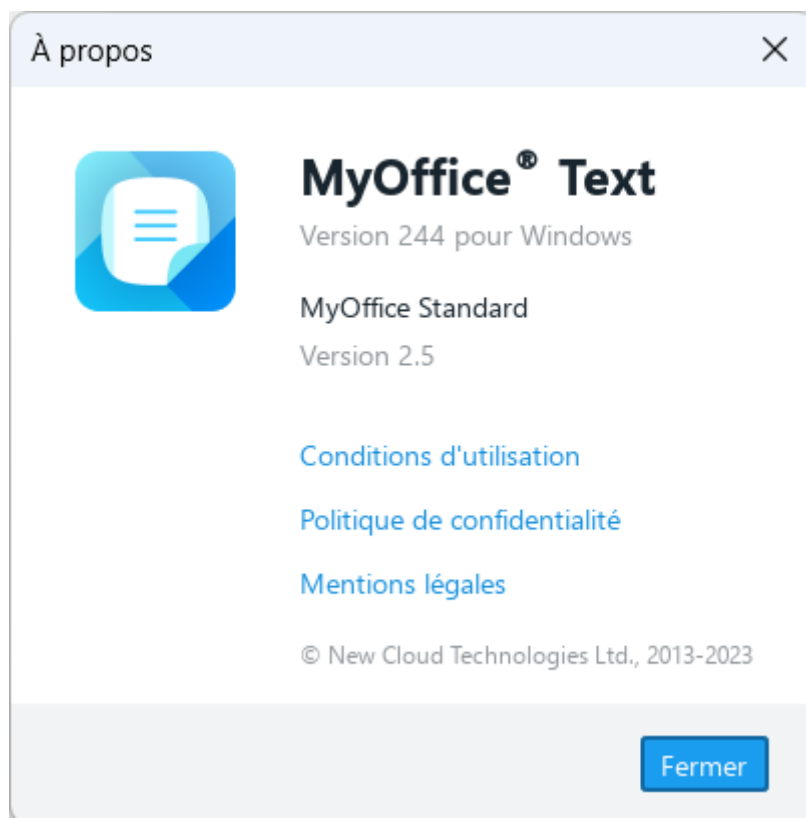 À propos
MyOffice® Text
Version 244 pour Windows
MyOffice Standard
Version 2.5
Conditions d'utilisation
Politique de confidentialité
Mentions légales
© New Cloud Technologies Ltd., 2013-2023
Fermer